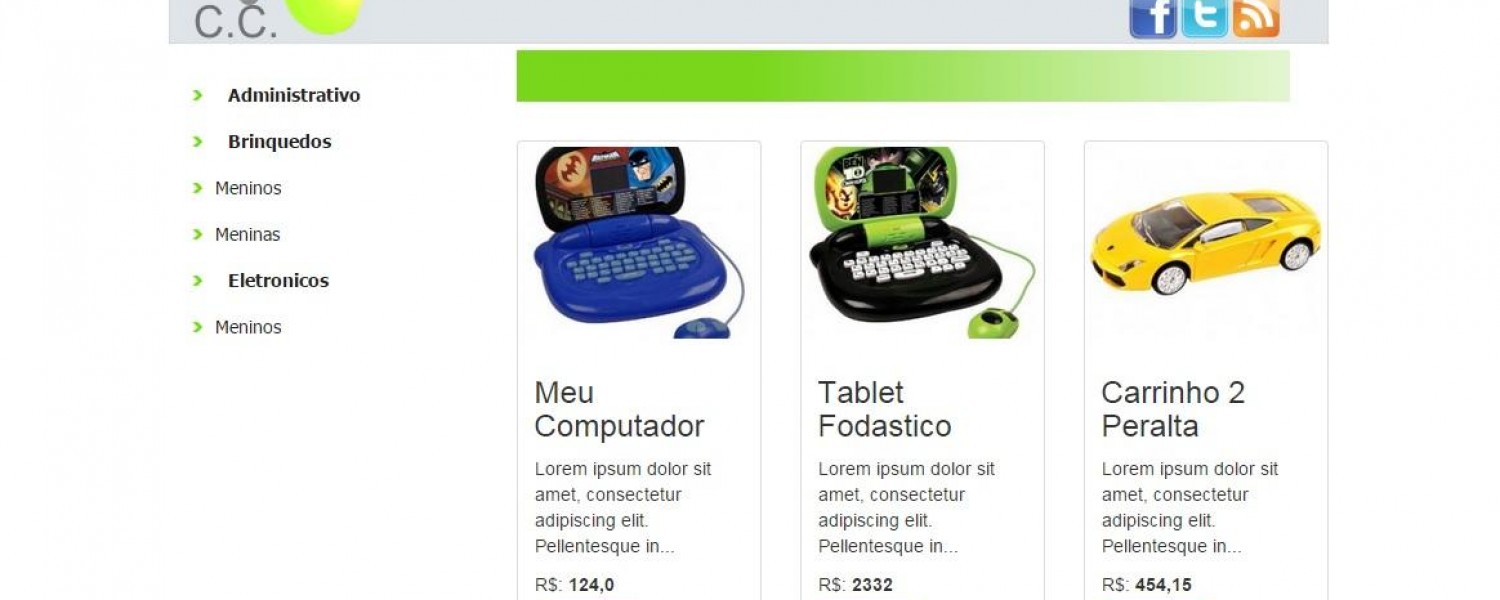 C.C.
Administrativo
Brinquedos
Meninos
Meninas
Eletronicos
Meninos
BEN
10
Meu
Computador
Lorem ipsum dolor sit
amet, consectetur
adipiscing elit.
Pellentesque in...
R$: 124,0
Tablet
Fodastico
Lorem ipsum dolor sit
amet, consectetur
adipiscing elit.
Pellentesque in...
R$: 2332
Carrinho 2
Peralta
Lorem ipsum dolor sit
amet, consectetur
adipiscing elit.
Pellentesque in...
R$: 454,15